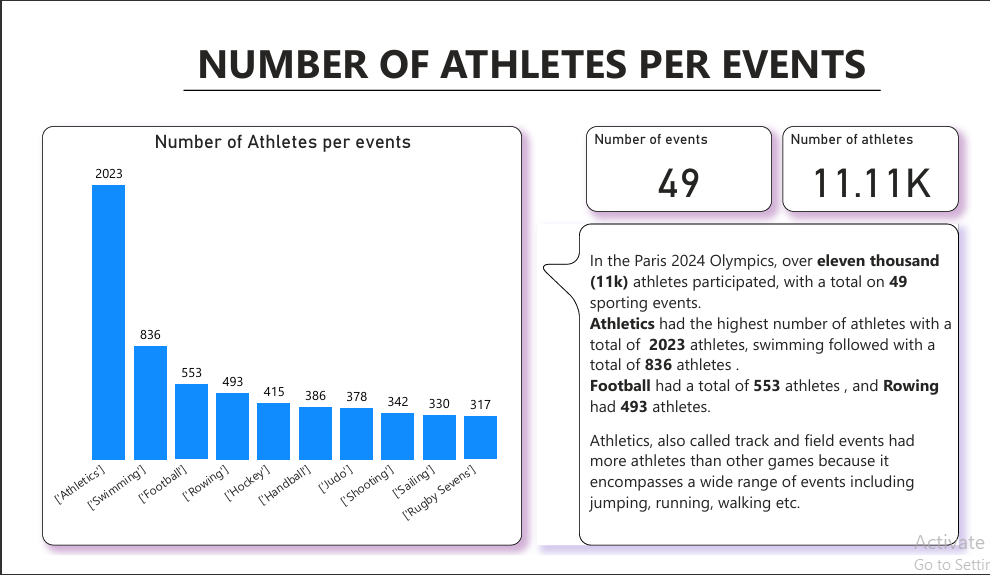 NUMBER OF ATHLETES PER EVENTS
Number of Athletes per events
2023
836
553
493
415
386
378
342
330
317
['Athletics']
['Swimming']
['Football']
['Rowing']
['Hockey']
['Handball']
['Judo']
['Shooting']
['Sailing']
['Rugby Sevens']
Number of events
49
Number of athletes
11.11K
In the Paris 2024 Olympics, over eleven thousand
(11k) athletes participated, with a total on 49
sporting events.
Athletics had the highest number of athletes with a
total of 2023 athletes, swimming followed with a
total of 836 athletes .
Football had a total of 553 athletes , and Rowing
had 493 athletes.
Athletics, also called track and field events had
more athletes than other games because it
encompasses a wide range of events including
jumping, running, walking etc.
Activate
Go to Settin